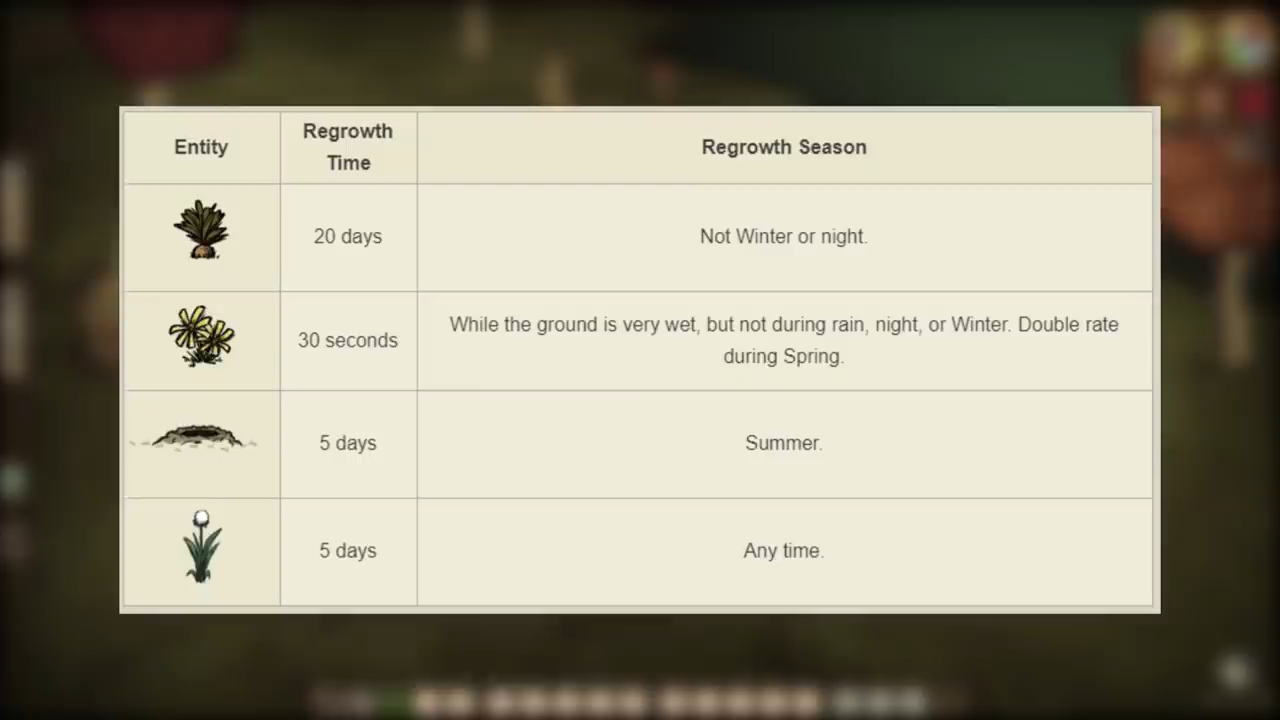 Entity
Regrowth
Time
Regrowth Season
20 days
Not Winter or night.
30 seconds
While the ground is very wet, but not during rain, night, or Winter. Double rate
during Spring.
5 days
Summer.
5 days
Any time.